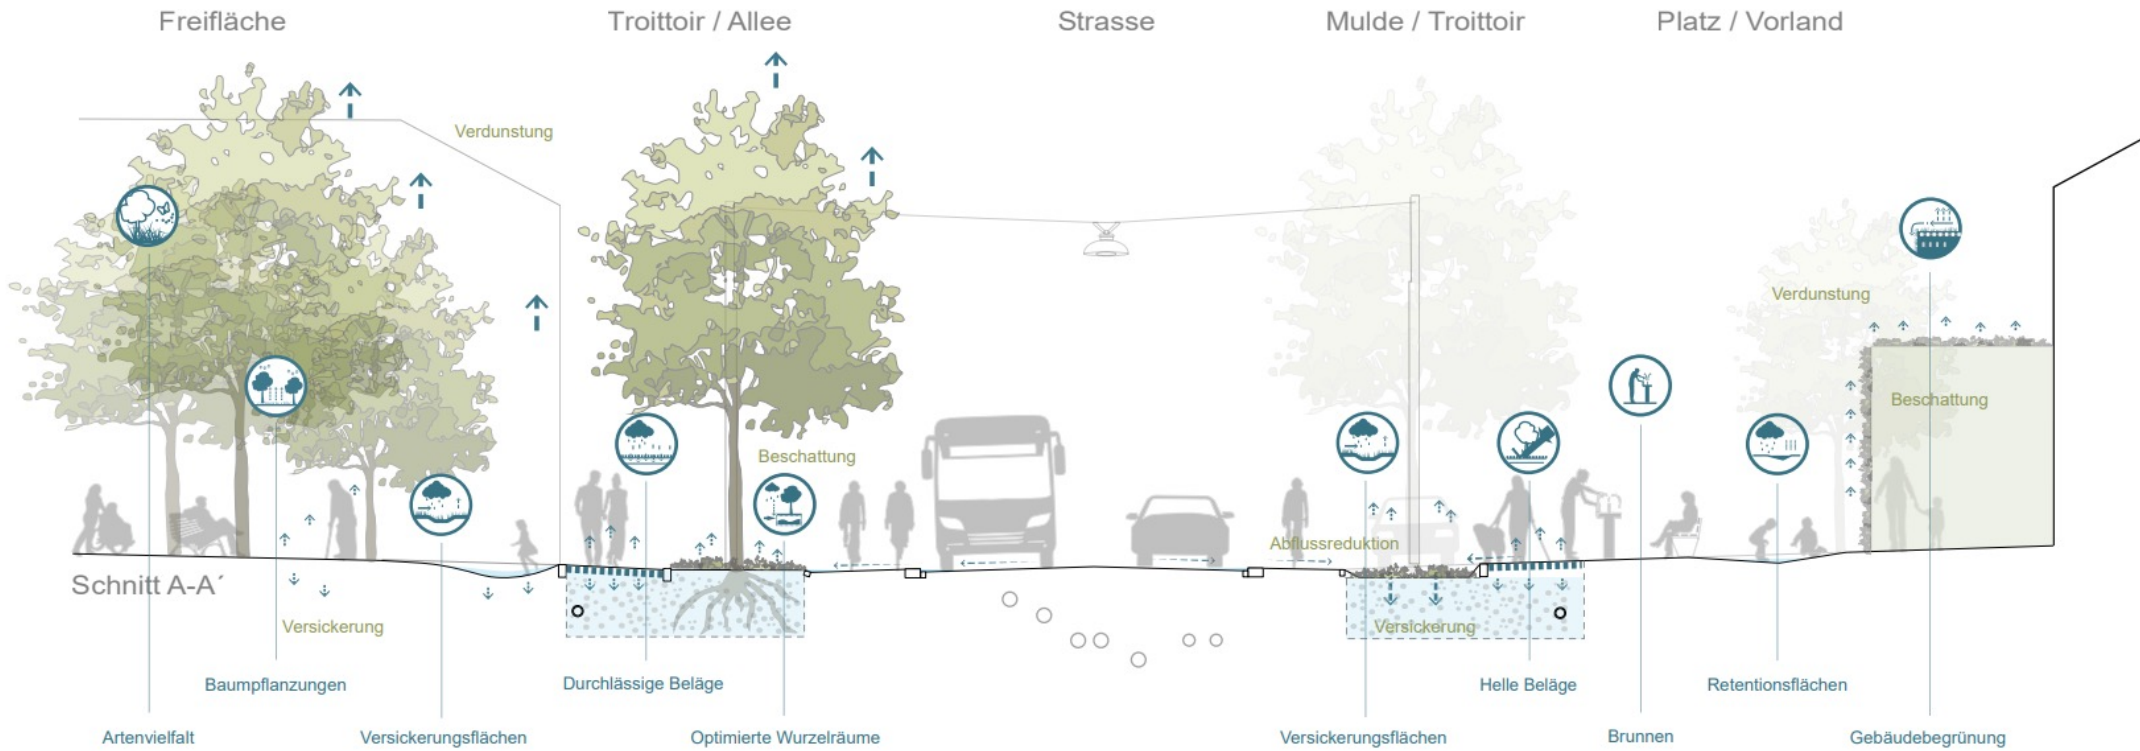 Freifläche
Troittoir / Allee
Strasse
Mulde / Troittoir
Platz / Vorland
Verdunstung
Verdunstung
Beschattung
Beschattung
Abflussreduktion
Schnitt A-A´
Versickerung
Versickerung
Baumpflanzungen
Durchlässige Beläge
Helle Beläge
Retentionsflächen
Artenvielfalt
Versickerungsflächen
Optimierte Wurzelräume
Versickerungsflächen
Brunnen
Gebäudebegrünung